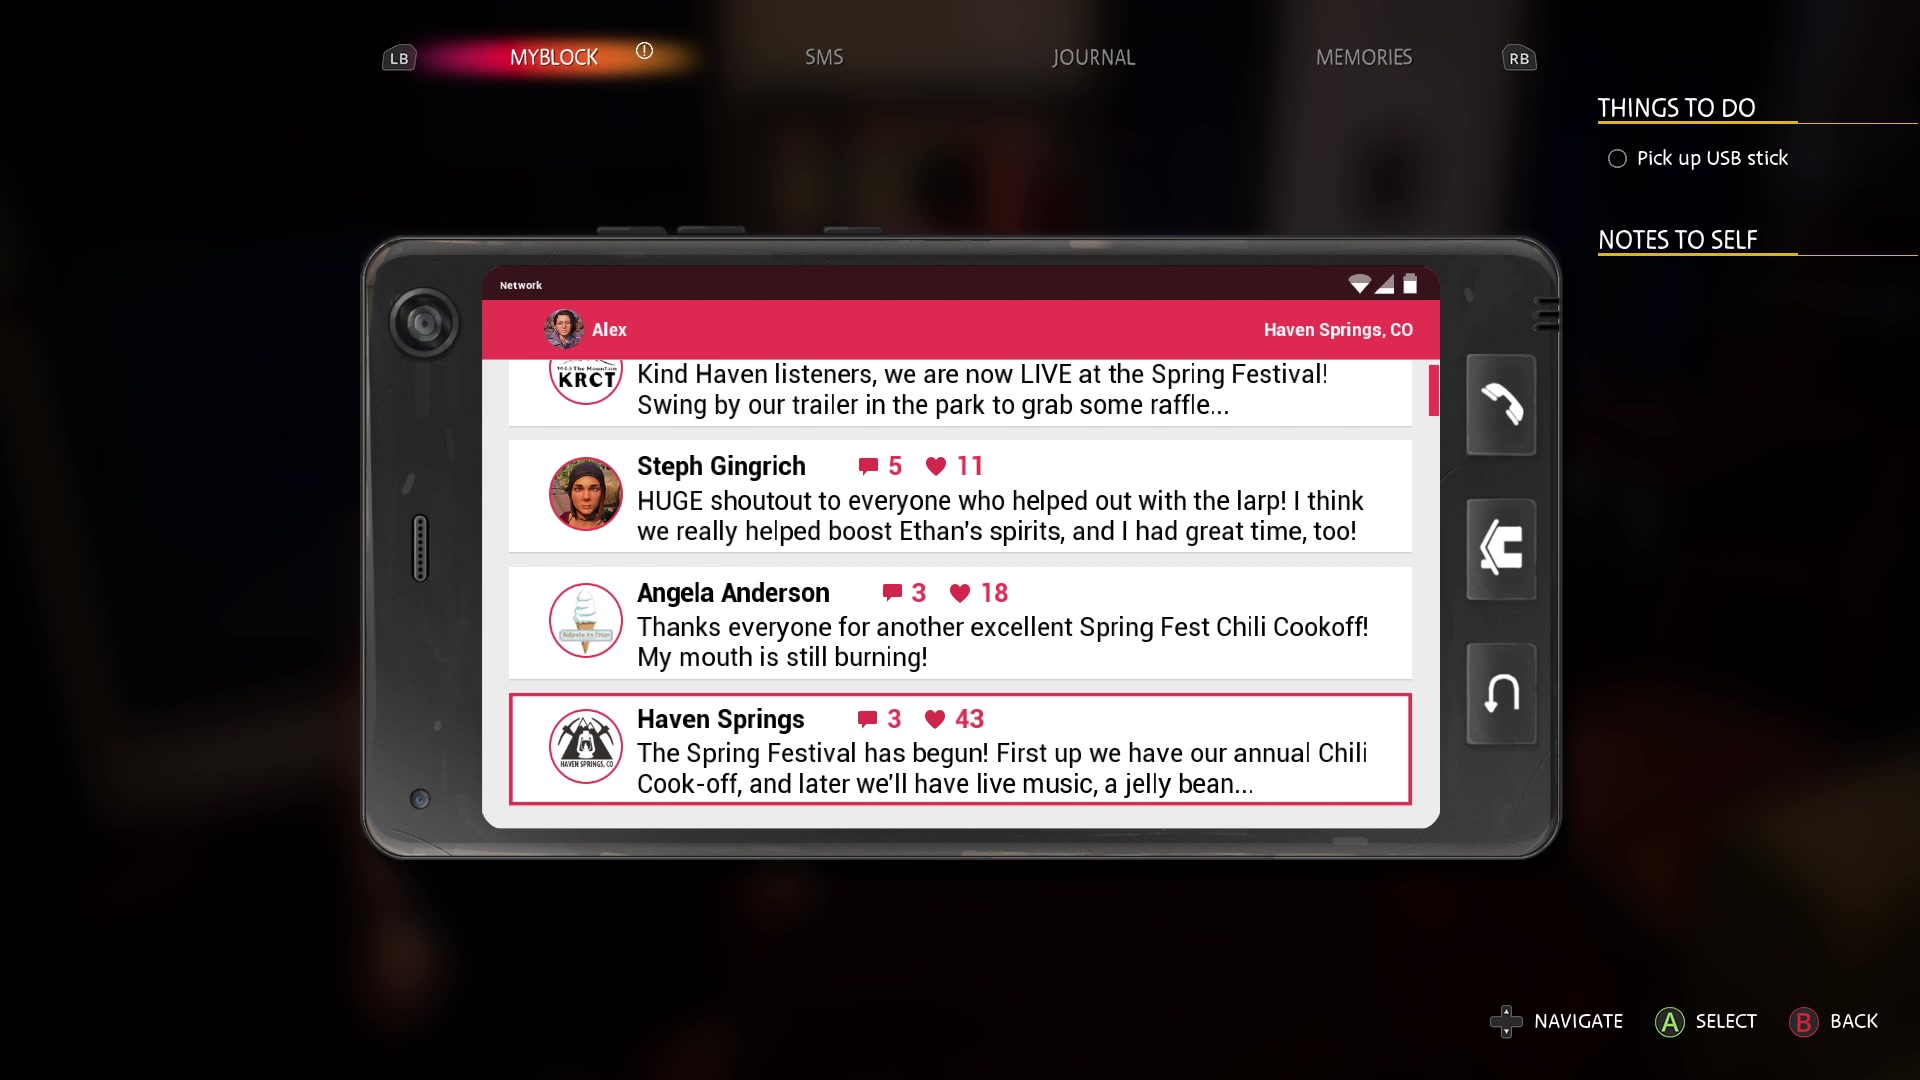 LB
MYBLOCK
SMS
JOURNAL
MEMORIES
RB
THINGS TO DO
Pick up USB stick
NOTES TO SELF
Network
Alex
Haven Springs, CO
KRCT
Kind Haven listeners, we are now LIVE at the Spring Festival!
Swing by our trailer in the park to grab some raffle...
Steph Gingrich 5 11
HUGE shoutout to everyone who helped out with the larp! I think
we really helped boost Ethan's spirits, and I had great time, too!
Angela Anderson 3 18
Thanks everyone for another excellent Spring Fest Chili Cookoff!
My mouth is still burning!
Haven Springs 3 43
HAVEN SPRINGS, CO
The Spring Festival has begun! First up we have our annual Chili
Cook-off, and later we'll have live music, a jelly bean...
NAVIGATE
A SELECT
B BACK